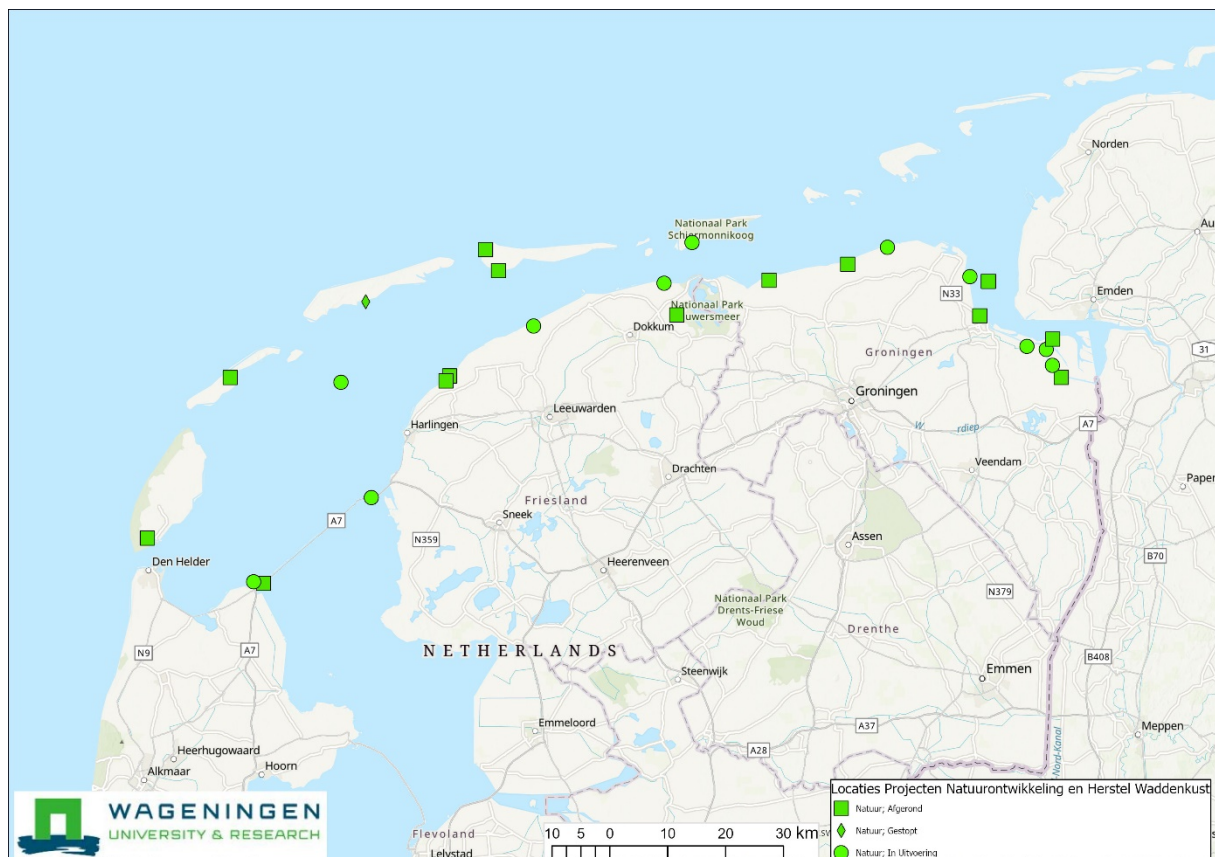 Norden
Au
Nationaal Park
Schiermonnikoog
N33
Emden
Nationaal Park
Lauwersmeer
Dokkum
31
Groningen
Groningen
Leeuwarden
Harlingen
A7
Veendam
Drachten
Papen
Friesland
A7
Sneek
N359
Assen
B70
Den Helder
Heerenveen
N379
Nationaal Park
Drents-Friese
Woud
Drenthe
N9
A7
NETHERLANDS
B408
Steenwijk
Emmen
Emmeloord
A37
Meppen
A28
-Nord-Kanal
Heerhugowaard
Hoorn
Alkmaar
WAGENINGEN
UNIVERSITY & RESEARCH
Flevoland
Lelystad
10 5 0 10 20 30 km
Locaties Projecten Natuurontwikkeling en Herstel Waddenkust
Natuur; Afgerond
Natuur; Gestopt
Natuur; In Uitvoering